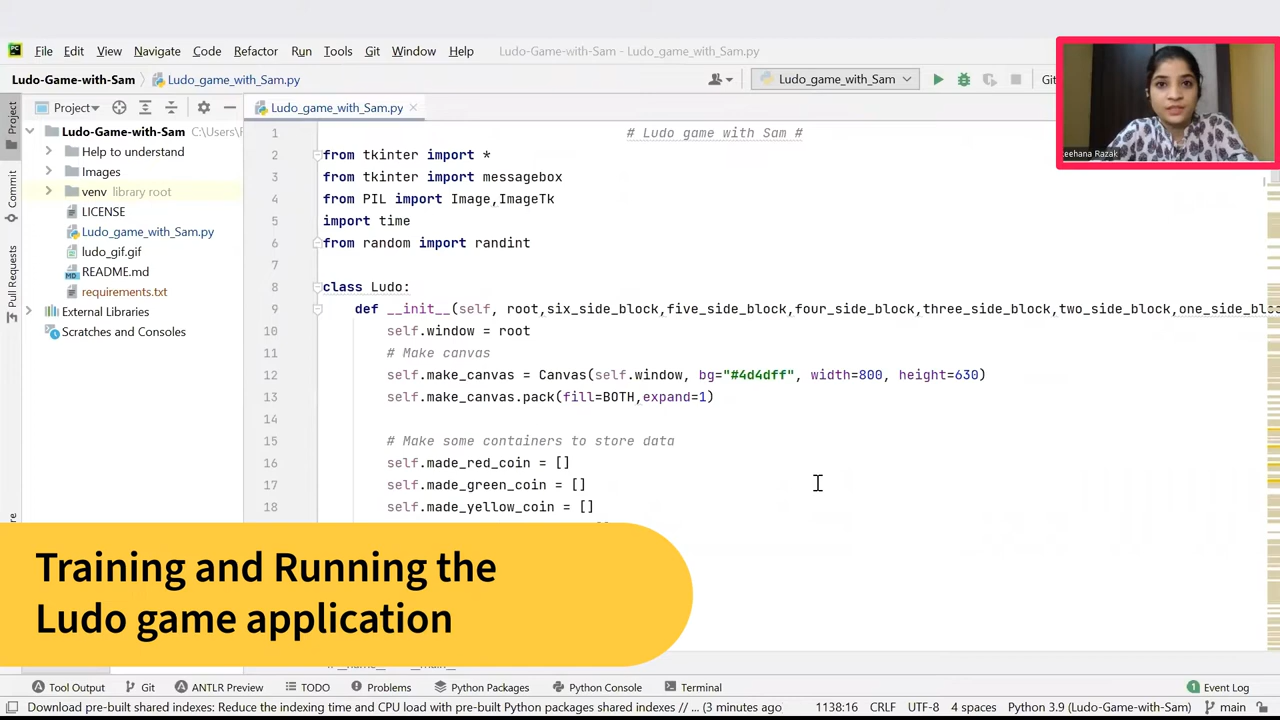 File Edit View Navigate Code Refactor Run Tools Git Window Help Ludo-Game-with-Sam - Ludo_game_with_Sam.py
Ludo-Game-with-Sam Ludo_game_with_Sam.py Ludo_game_with_Sam Git
Project Ludo_game_with_Sam.py
Project
Commit
Pull Requests
Ludo-Game-with-Sam C:\Users\
Help to understand
Images
venv library root
LICENSE
Ludo_game_with_Sam.py
ludo_gif.gif
README.md
requirements.txt
External Libraries
Scratches and Consoles
1 # Ludo game with Sam #
2 from tkinter import *
3 from tkinter import messagebox
4 from PIL import Image,ImageTk
5 import time
6 from random import randint
7
8 class Ludo:
9 def __init__(self, root,six_side_block,five_side_block,four_side_block,three_side_block,two_side_block,one_side_bloc
10 self.window = root
11 # Make canvas
12 self.make_canvas = Canvas(self.window, bg="#4d4dff", width=800, height=630)
13 self.make_canvas.pack(fill=BOTH,expand=1)
14
15 # Make some containers to store data
16 self.made_red_coin = []
17 self.made_green_coin = []
18 self.made_yellow_coin = []
eehana Razak
Training and Running the
Ludo game application
Tool Output Git ANTLR Preview TODO Problems Python Packages Python Console Terminal Event Log
Download pre-built shared indexes: Reduce the indexing time and CPU load with pre-built Python packages shared indexes // ... (3 minutes ago) 1138:16 CRLF UTF-8 4 spaces Python 3.9 (Ludo-Game-with-Sam) main